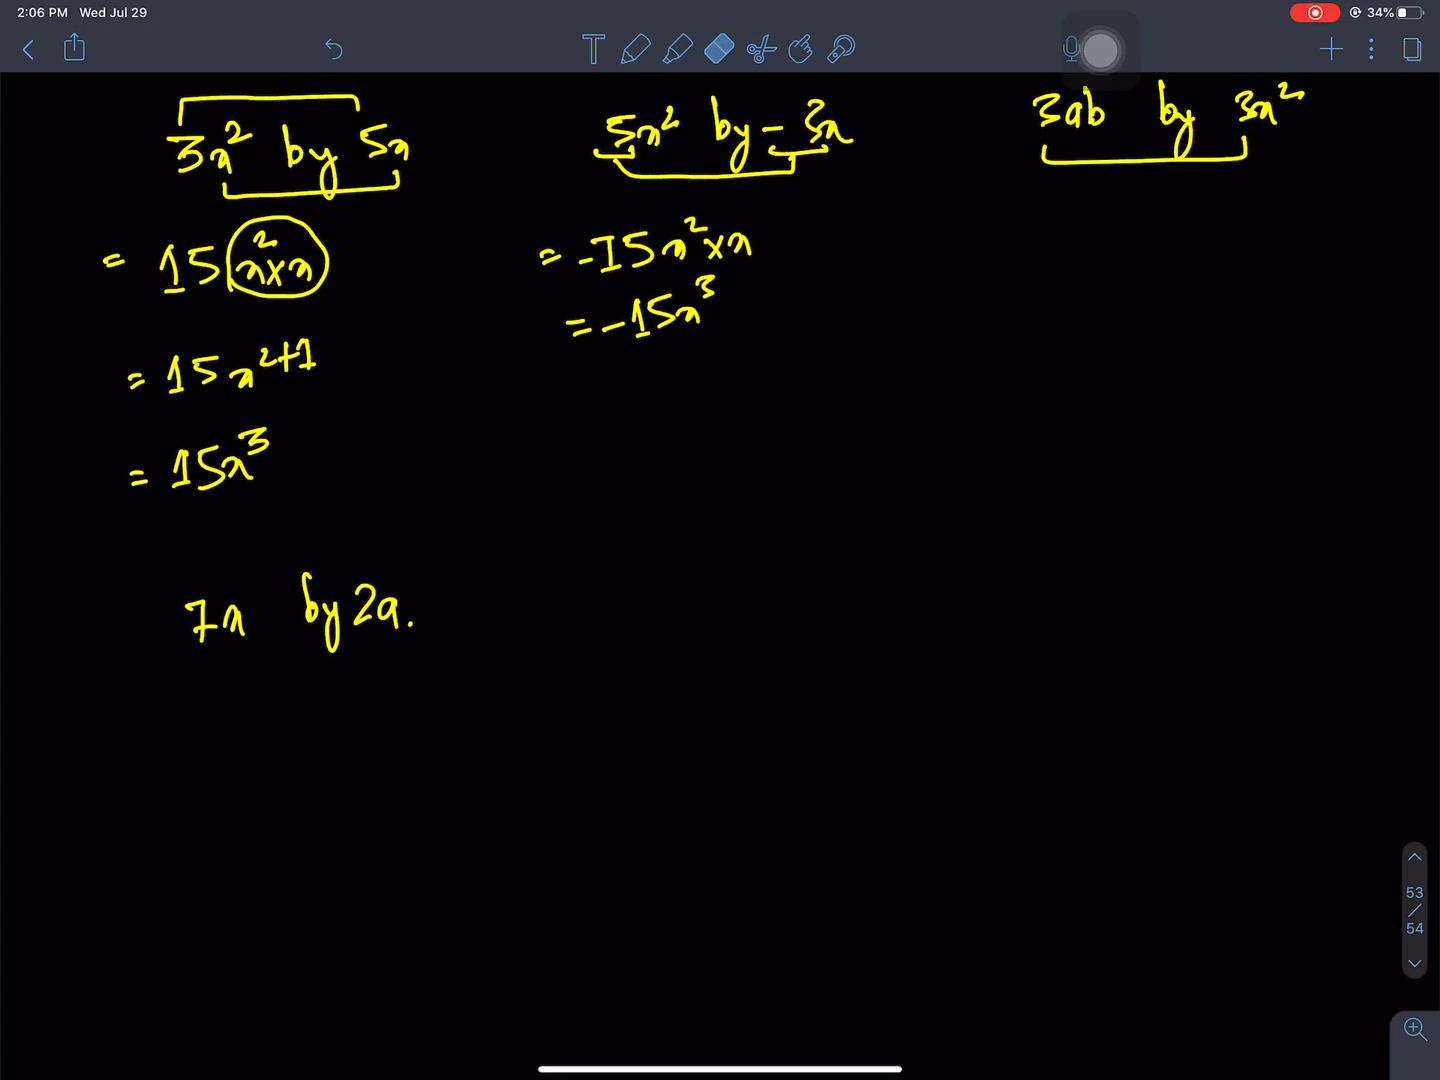 2:06 PM Wed Jul 29
34%
3x² by 5x
= 15 x² × x
= 15x²⁺¹
= 15x³
7x by 2a.
5x² by - 3x
= -15x² × x
= -15x³
3ab by 3x²
53
/
54